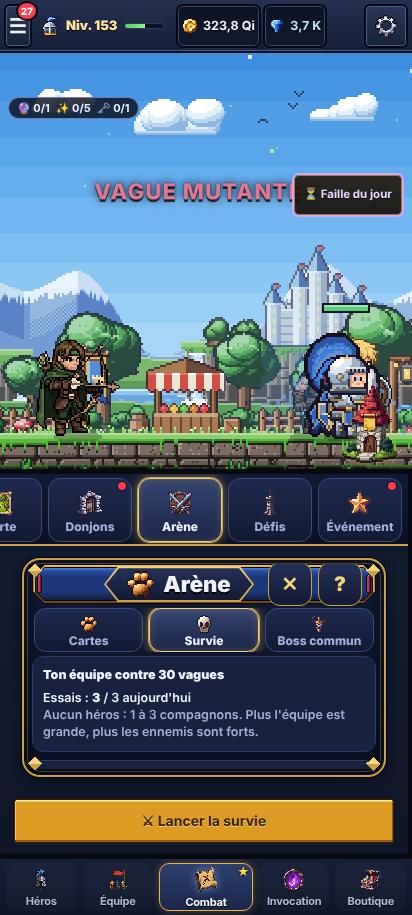 27
Niv. 153
323,8 Qi
3,7 K
0/1 0/5 0/1
VAGUE MUTANTE
Faille du jour
Donjons
Arène
Défis
Événement
Arène
×
?
Cartes
Survie
Boss commun
Ton équipe contre 30 vagues
Essais : 3 / 3 aujourd'hui
Aucun héros : 1 à 3 compagnons. Plus l'équipe est
grande, plus les ennemis sont forts.
Lancer la survie
Héros
Équipe
Combat
Invocation
Boutique